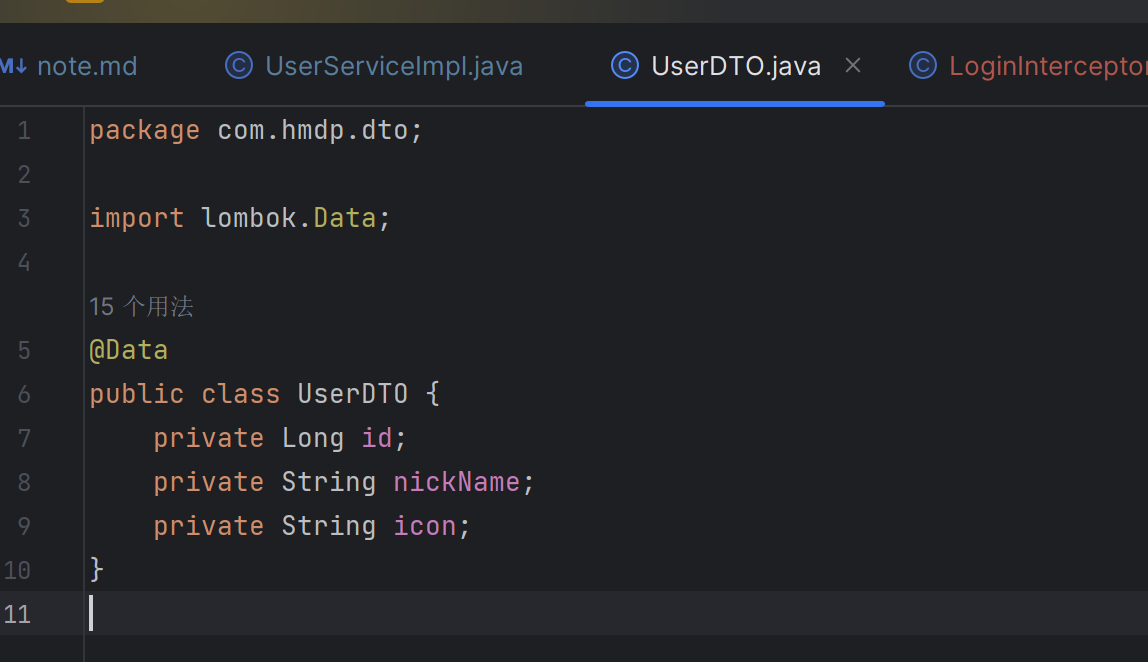 M↓ note.md UserServiceImpl.java UserDTO.java LoginInterceptor
1 package com.hmdp.dto;
2
3 import lombok.Data;
4
15 个用法
5 @Data
6 public class UserDTO {
7 private Long id;
8 private String nickName;
9 private String icon;
10 }
11